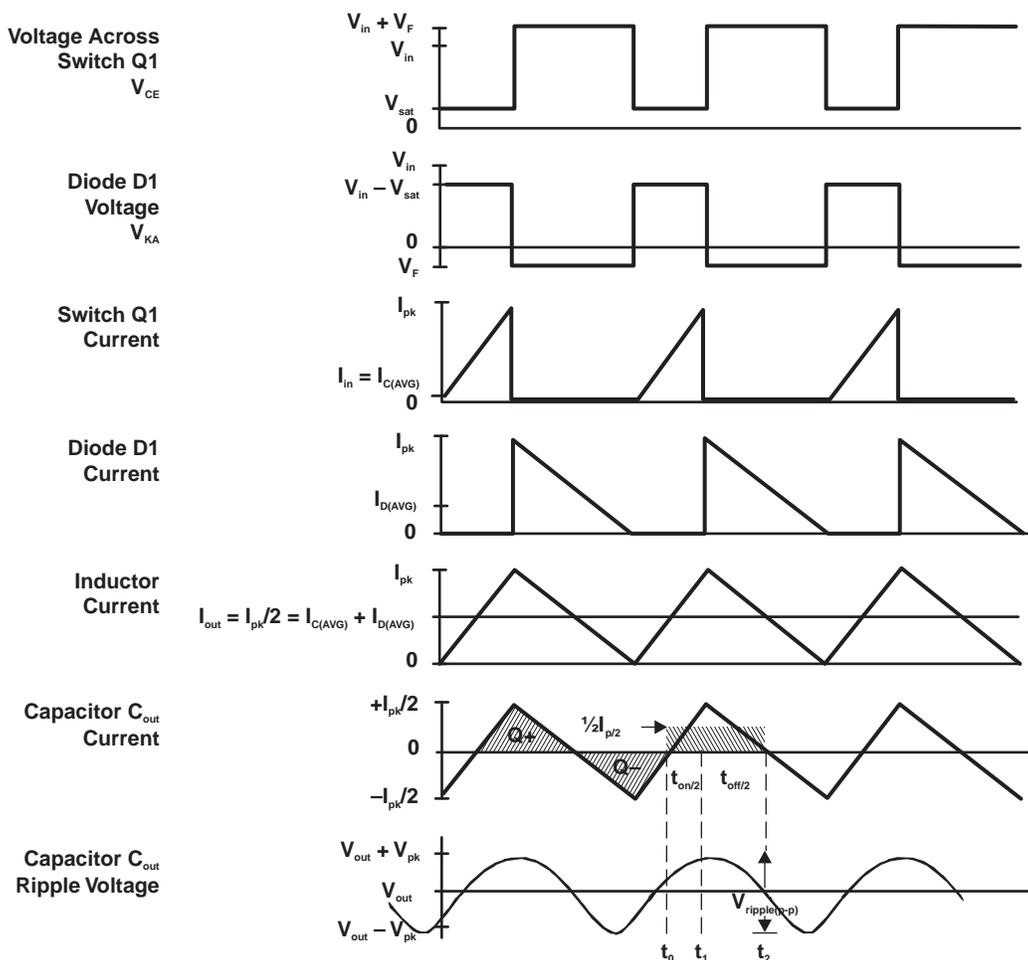 Voltage Across
Switch Q1
V_CE
V_in + V_F
V_in
V_sat
0
Diode D1
Voltage
V_KA
V_in
V_in – V_sat
0
V_F
Switch Q1
Current
I_pk
I_in = I_C(AVG)
0
Diode D1
Current
I_pk
I_D(AVG)
0
Inductor
Current
I_pk
I_out = I_pk/2 = I_C(AVG) + I_D(AVG)
0
Capacitor C_out
Current
+I_pk/2
0
–I_pk/2
Q+
Q–
½I_p/2
t_on/2
t_off/2
Capacitor C_out
Ripple Voltage
V_out + V_pk
V_out
V_out – V_pk
V_ripple(p-p)
t_0
t_1
t_2